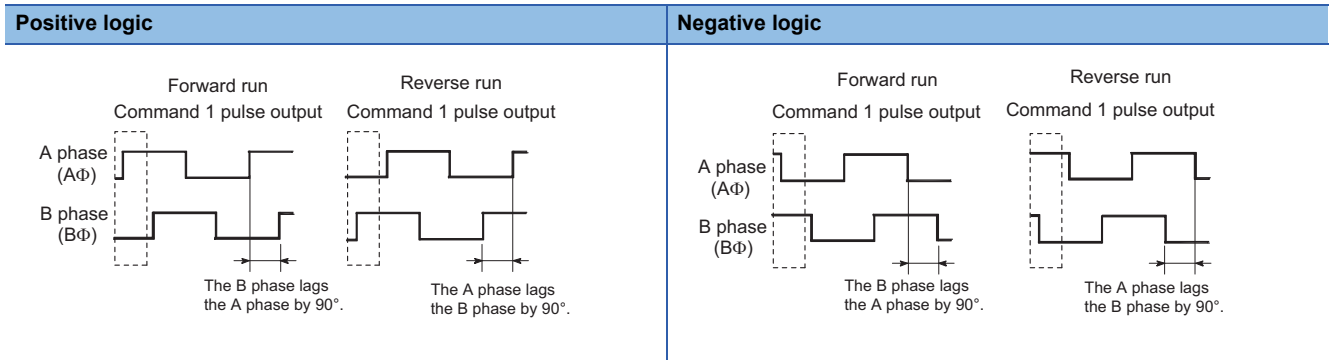 Positive logic
Negative logic
Forward run
Command 1 pulse output
Reverse run
Command 1 pulse output
A phase
(AΦ)
B phase
(BΦ)
The B phase lags
the A phase by 90°.
The A phase lags
the B phase by 90°.
Forward run
Command 1 pulse output
Reverse run
Command 1 pulse output
A phase
(AΦ)
B phase
(BΦ)
The B phase lags
the A phase by 90°.
The A phase lags
the B phase by 90°.